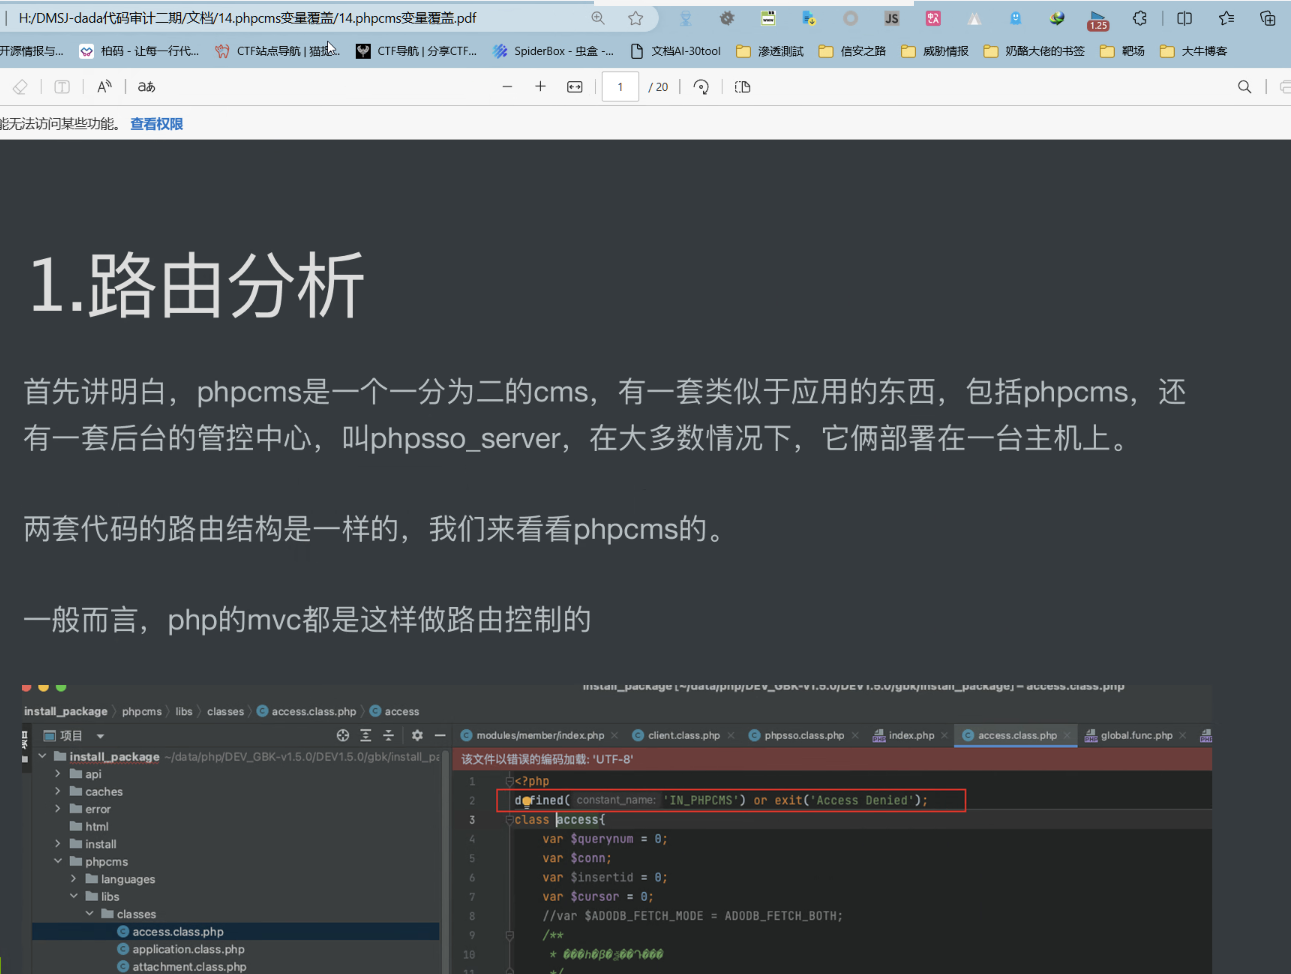 H:/DMSJ-dada代码审计二期/文档/14.phpcms变量覆盖/14.phpcms变量覆盖.pdf
JS
1.25
开源情报与...
柏码 - 让每一行代...
CTF站点导航 | 猫捉...
CTF导航 | 分享CTF...
SpiderBox - 虫盒 -...
文档AI-30tool
渗透测试
信安之路
威胁情报
奶酪大佬的书签
靶场
大牛博客
aあ
1
/ 20
能无法访问某些功能。 查看权限
1.路由分析
首先讲明白，phpcms是一个一分为二的cms，有一套类似于应用的东西，包括phpcms，还
有一套后台的管控中心，叫phpsso_server，在大多数情况下，它俩部署在一台主机上。
两套代码的路由结构是一样的，我们来看看phpcms的。
一般而言，php的mvc都是这样做路由控制的
install_package [~/data/php/DEV_GBK-v1.5.0/DEV1.5.0/gbk/install_package] – access.class.php
install_package 〉 phpcms 〉 libs 〉 classes 〉 access.class.php 〉 access
项目
modules/member/index.php
client.class.php
phpsso.class.php
index.php
access.class.php
global.func.php
install_package ~/data/php/DEV_GBK-v1.5.0/DEV1.5.0/gbk/install_pa
api
caches
error
html
install
phpcms
languages
libs
classes
access.class.php
application.class.php
attachment.class.php
该文件以错误的编码加载: 'UTF-8'
1 <?php
2 defined( constant_name: 'IN_PHPCMS') or exit('Access Denied');
3 class access{
4 var $querynum = 0;
5 var $conn;
6 var $insertid = 0;
7 var $cursor = 0;
8 //var $ADODB_FETCH_MODE = ADODB_FETCH_BOTH;
9 /**
10 *
11 */